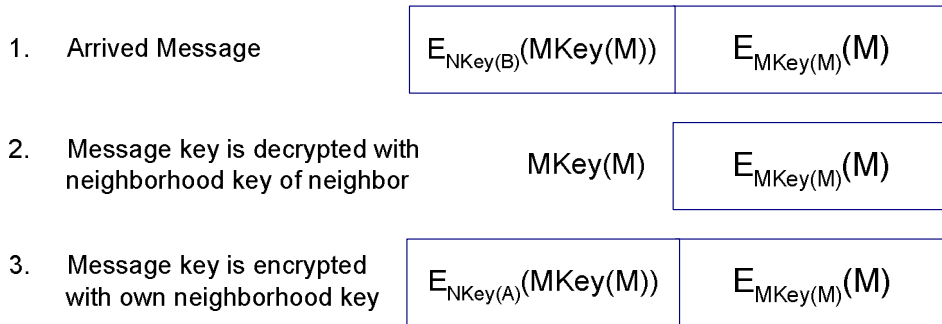 1. Arrived Message E_NKey(B)(MKey(M)) E_MKey(M)(M)
2. Message key is decrypted with
neighborhood key of neighbor MKey(M) E_MKey(M)(M)
3. Message key is encrypted
with own neighborhood key E_NKey(A)(MKey(M)) E_MKey(M)(M)